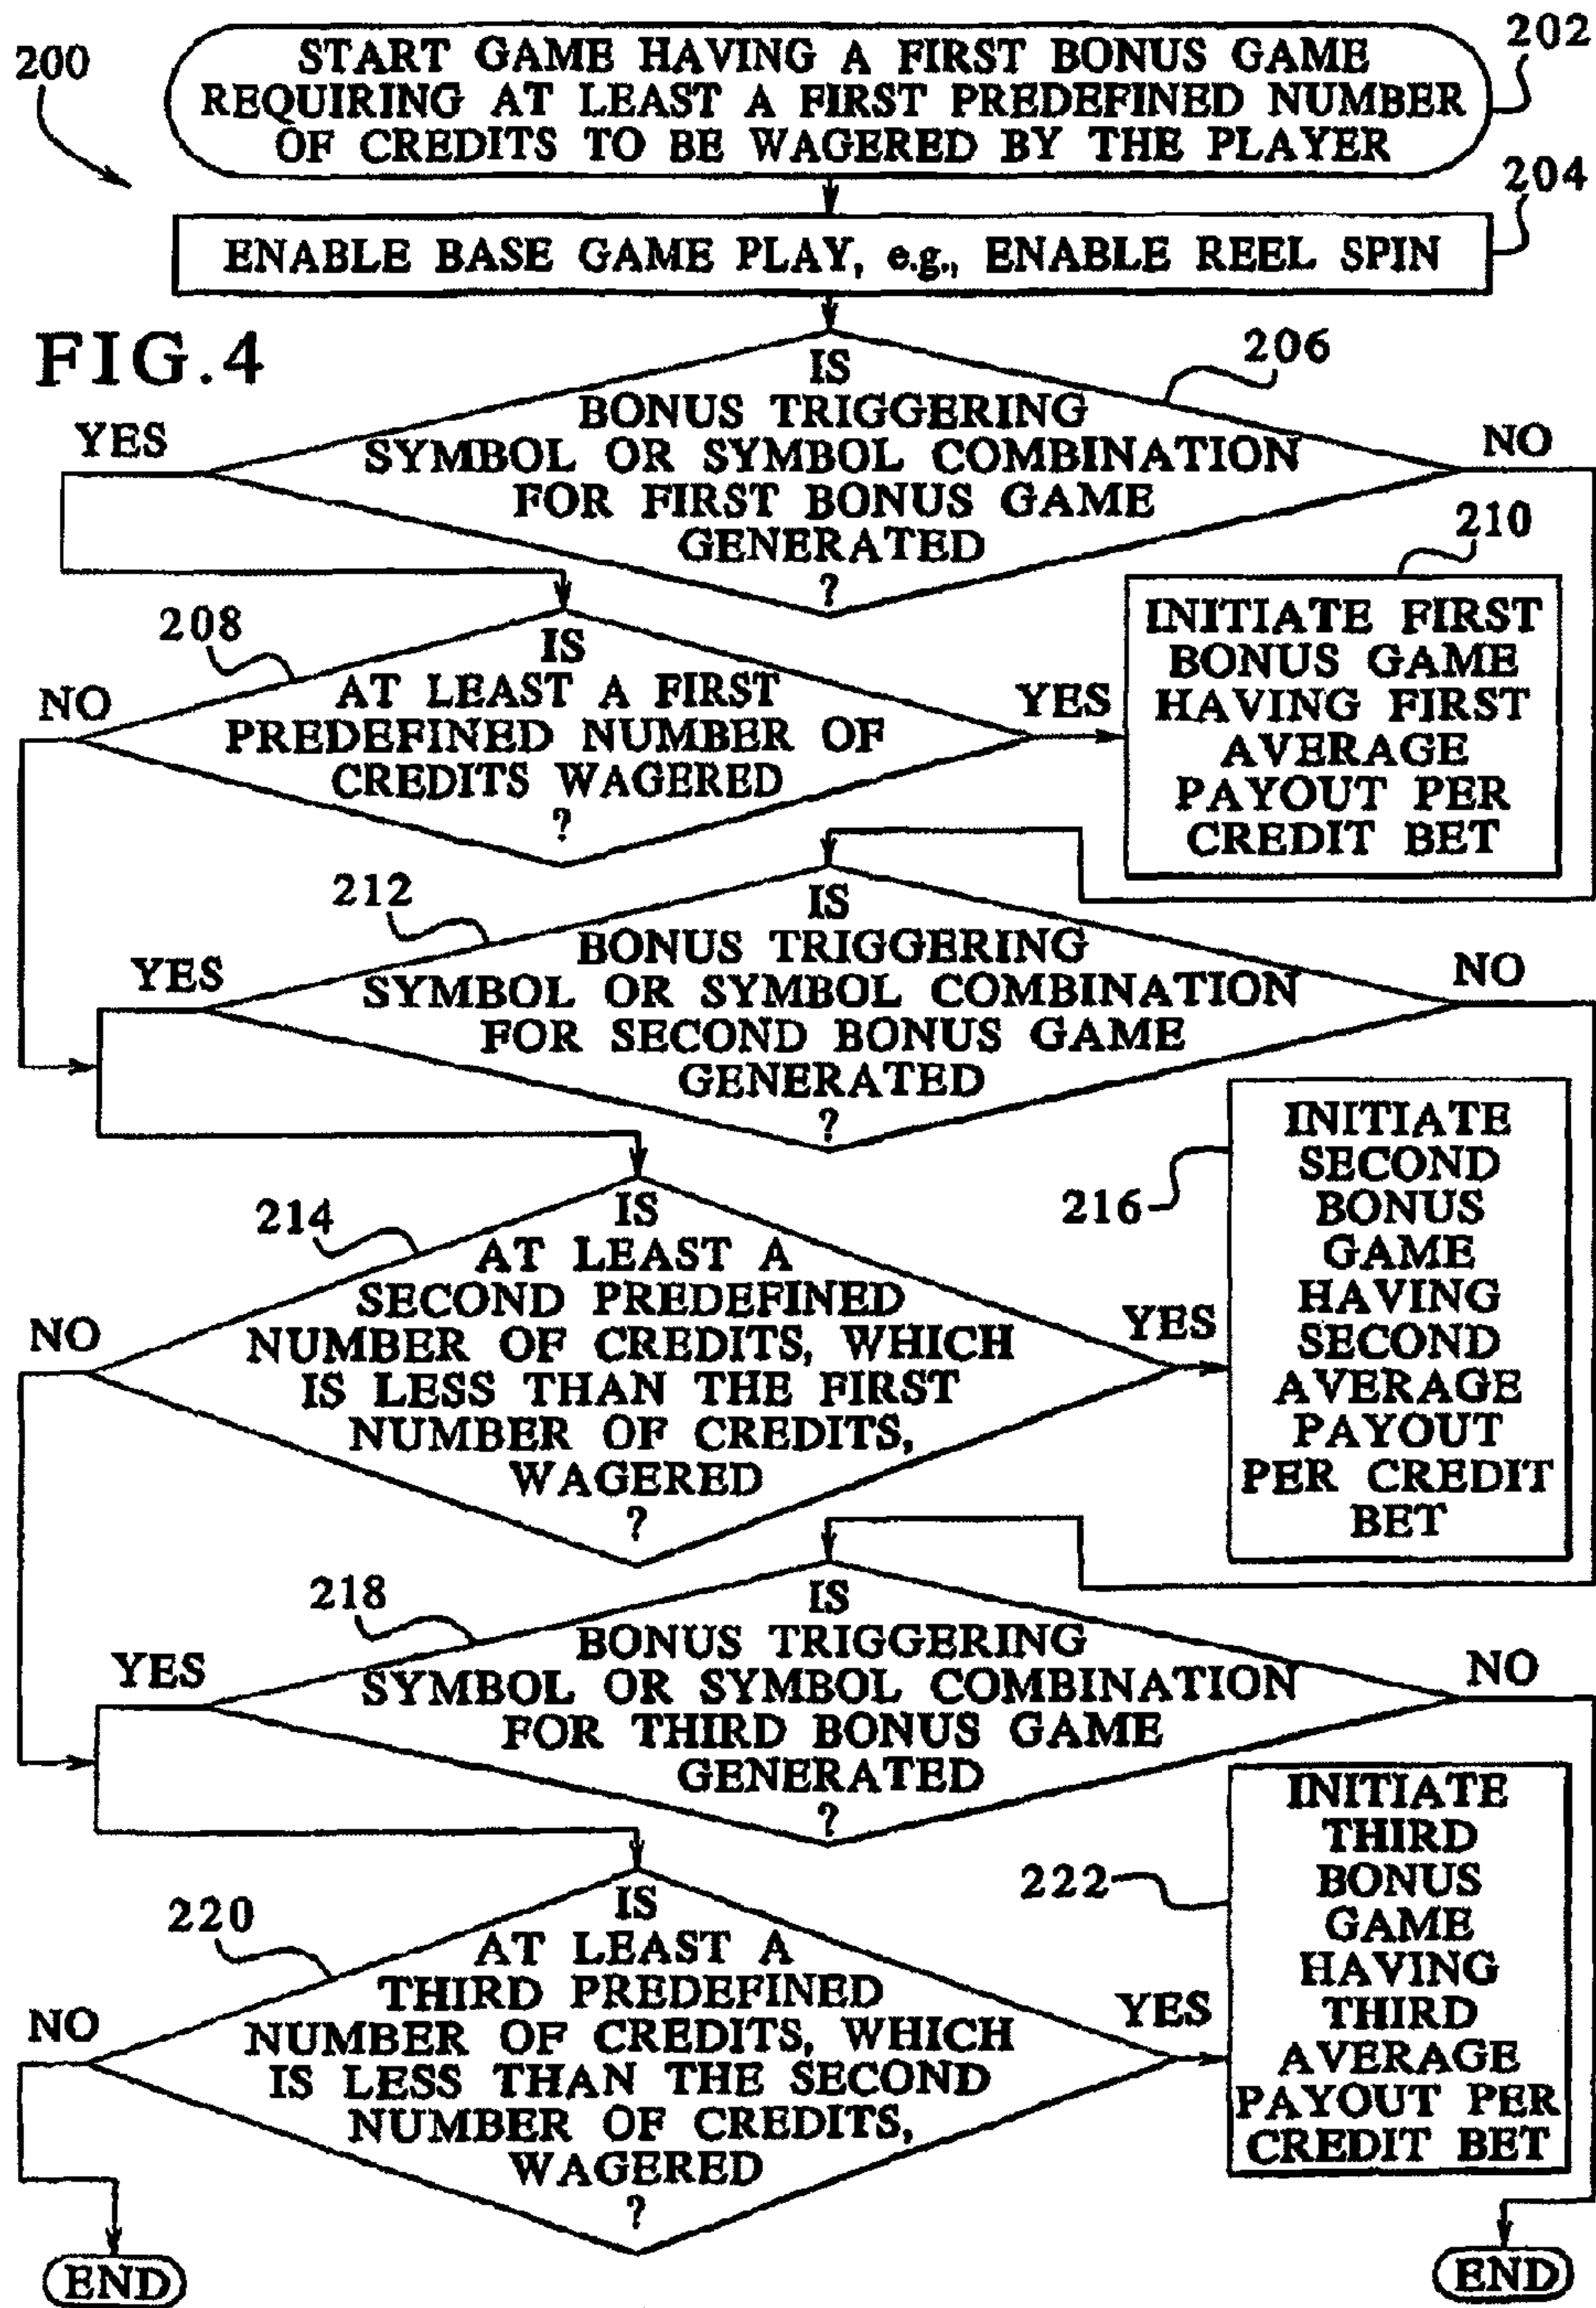 200
START GAME HAVING A FIRST BONUS GAME
REQUIRING AT LEAST A FIRST PREDEFINED NUMBER
OF CREDITS TO BE WAGERED BY THE PLAYER
202
204
ENABLE BASE GAME PLAY, e.g., ENABLE REEL SPIN
FIG.4
206
IS
BONUS TRIGGERING
SYMBOL OR SYMBOL COMBINATION
FOR FIRST BONUS GAME
GENERATED
?
YES
NO
208
IS
AT LEAST A FIRST
PREDEFINED NUMBER OF
CREDITS WAGERED
?
NO
YES
210
INITIATE FIRST
BONUS GAME
HAVING FIRST
AVERAGE
PAYOUT PER
CREDIT BET
212
IS
BONUS TRIGGERING
SYMBOL OR SYMBOL COMBINATION
FOR SECOND BONUS GAME
GENERATED
?
YES
NO
214
IS
AT LEAST A
SECOND PREDEFINED
NUMBER OF CREDITS, WHICH
IS LESS THAN THE FIRST
NUMBER OF CREDITS,
WAGERED
?
NO
YES
216
INITIATE
SECOND
BONUS
GAME
HAVING
SECOND
AVERAGE
PAYOUT
PER CREDIT
BET
218
IS
BONUS TRIGGERING
SYMBOL OR SYMBOL COMBINATION
FOR THIRD BONUS GAME
GENERATED
?
YES
NO
220
IS
AT LEAST A
THIRD PREDEFINED
NUMBER OF CREDITS, WHICH
IS LESS THAN THE SECOND
NUMBER OF CREDITS,
WAGERED
?
NO
YES
222
INITIATE
THIRD
BONUS
GAME
HAVING
THIRD
AVERAGE
PAYOUT PER
CREDIT BET
END
END